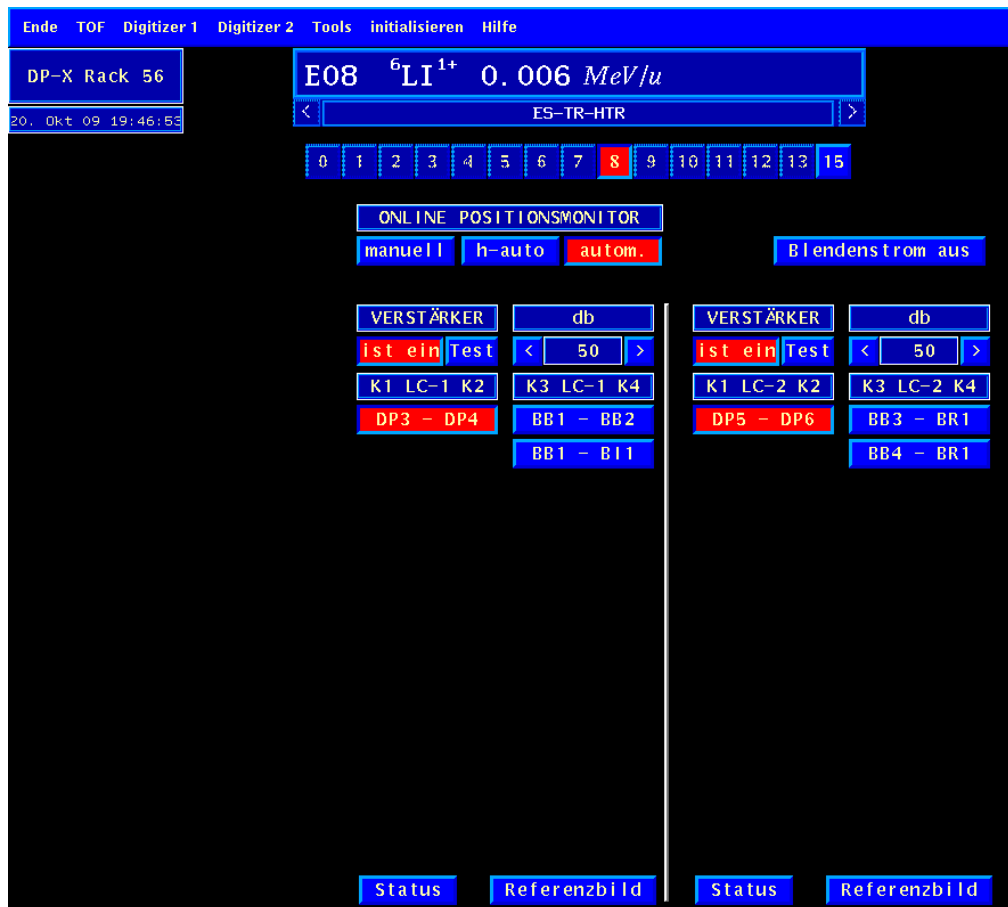 Ende TOF Digitizer 1 Digitizer 2 Tools initialisieren Hilfe
DP-X Rack 56
E08 ⁶LI¹⁺ 0.006 MeV/u
20. Okt 09 19:46:53
< ES-TR-HTR >
0 1 2 3 4 5 6 7 8 9 10 11 12 13 15
ONLINE POSITIONSMONITOR
manuell h-auto autom. Blendenstrom aus
VERSTÄRKER db VERSTÄRKER db
ist ein Test < 50 > ist ein Test < 50 >
K1 LC-1 K2 K3 LC-1 K4 K1 LC-2 K2 K3 LC-2 K4
DP3 - DP4 BB1 - BB2 DP5 - DP6 BB3 - BR1
BB1 - BI1 BB4 - BR1
Status Referenzbild Status Referenzbild